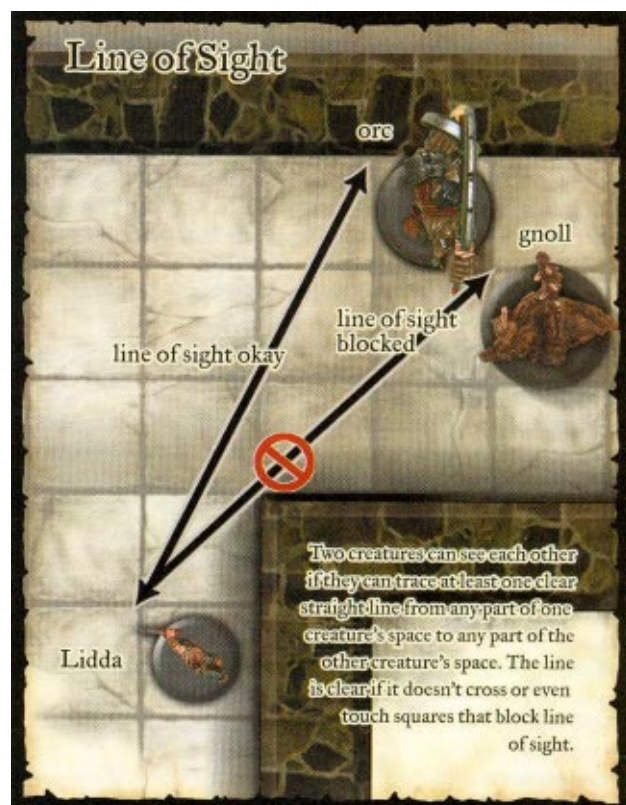 Line of Sight
orc
gnoll
line of sight
blocked
line of sight okay
Two creatures can see each other
if they can trace at least one clear
straight line from any part of one
creature's space to any part of the
other creature's space. The line
is clear if it doesn't cross or even
touch squares that block line
of sight.
Lidda